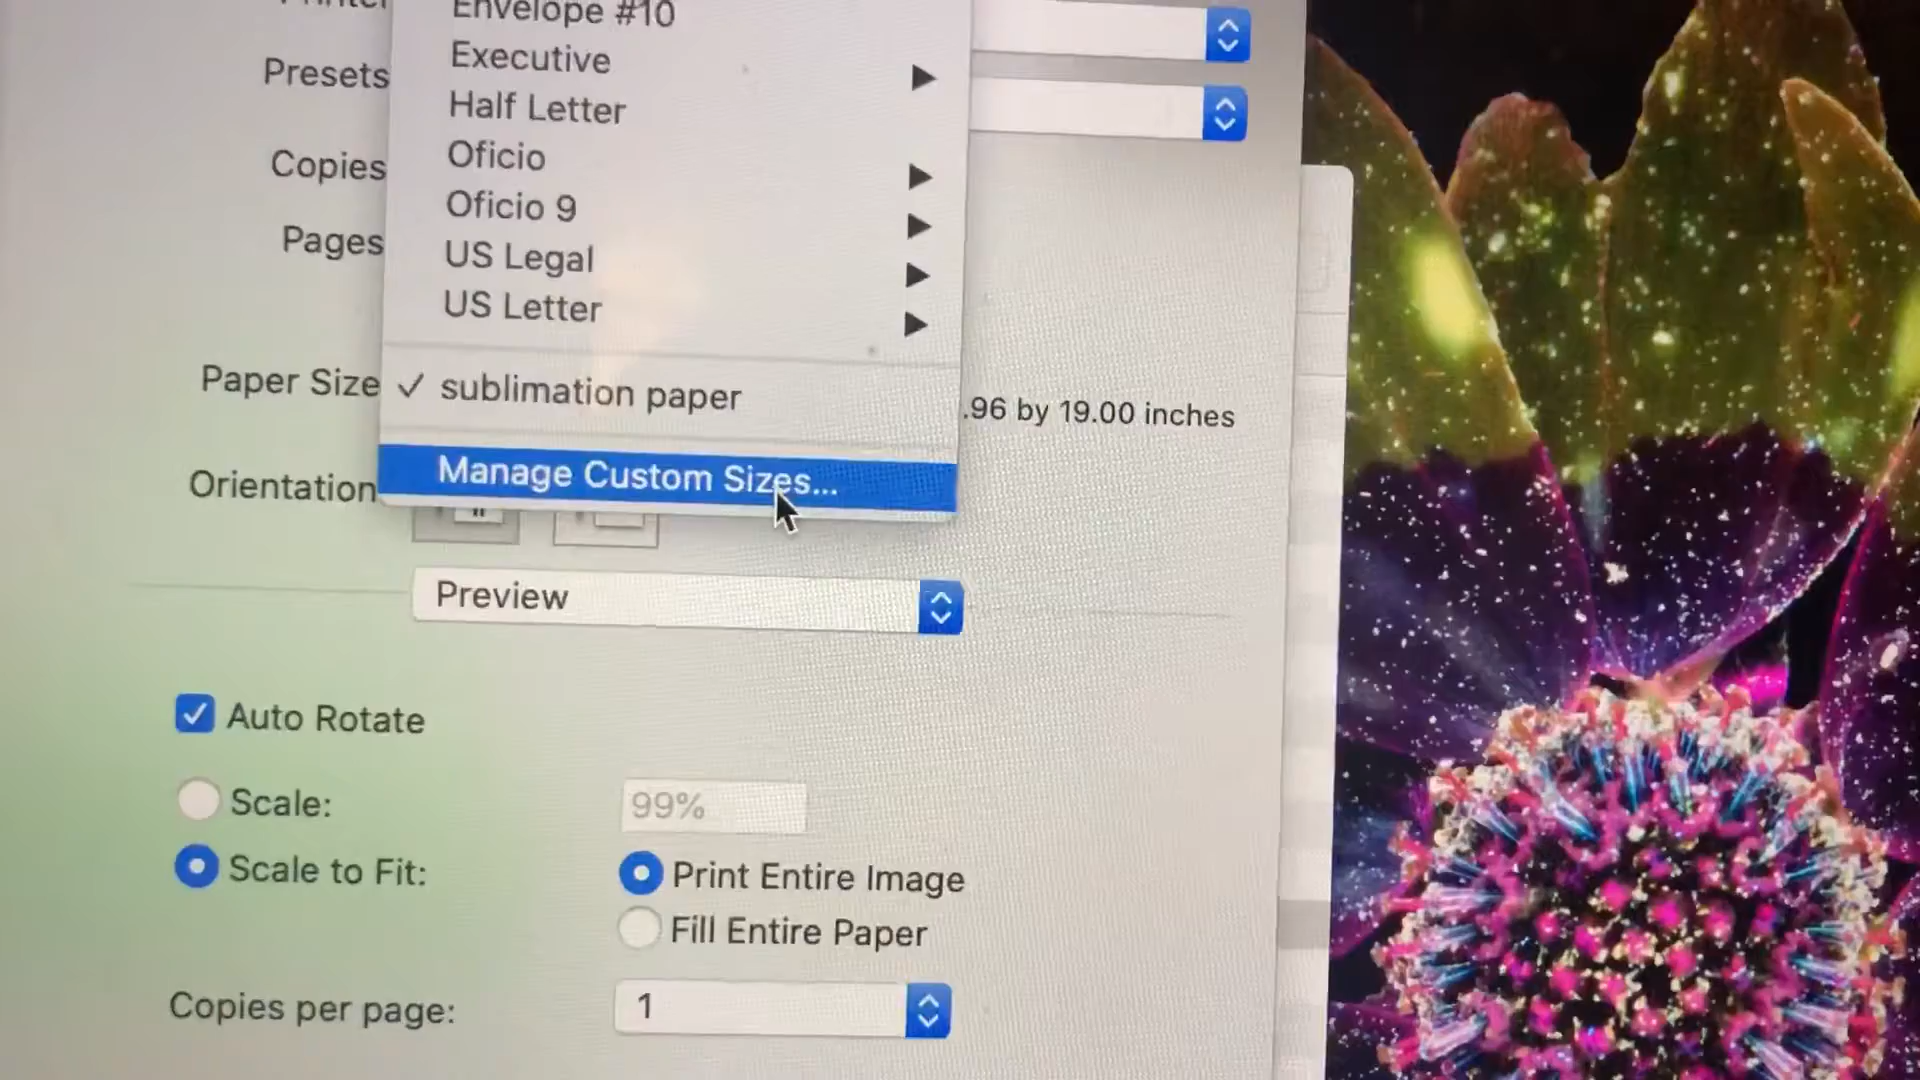 Printer
Envelope #10
Executive
Presets
Half Letter
Oficio
Copies
Oficio 9
Pages
US Legal
US Letter
Paper Size
✓ sublimation paper
.96 by 19.00 inches
Manage Custom Sizes...
Orientation
Preview
Auto Rotate
Scale:
99%
Scale to Fit:
Print Entire Image
Fill Entire Paper
Copies per page:
1